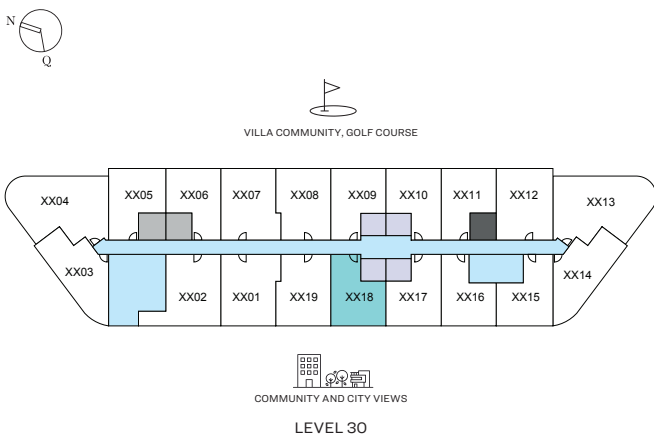 N
Q
VILLA COMMUNITY, GOLF COURSE
XX04
XX05
XX06
XX07
XX08
XX09
XX10
XX11
XX12
XX13
XX03
XX02
XX01
XX19
XX18
XX17
XX16
XX15
XX14
COMMUNITY AND CITY VIEWS
LEVEL 30